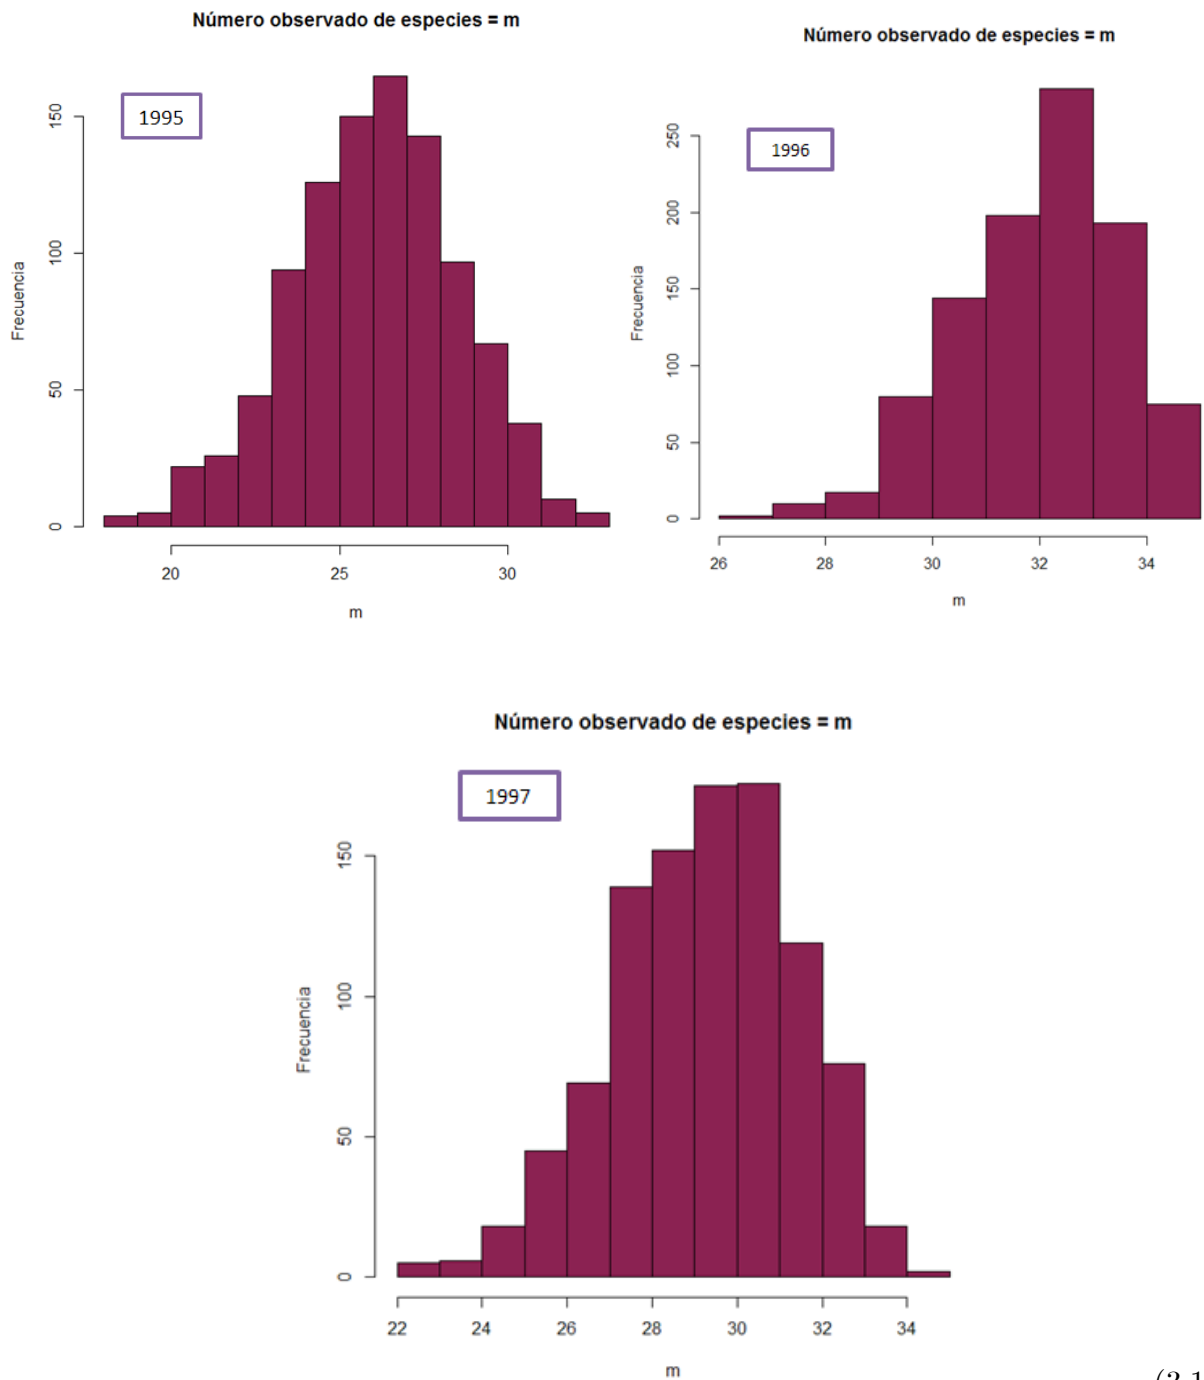 Número observado de especies = m
1995
Frecuencia
150
100
50
0
20 25 30
m
Número observado de especies = m
1996
Frecuencia
250
200
150
100
50
0
26 28 30 32 34
m
Número observado de especies = m
1997
Frecuencia
150
100
50
0
22 24 26 28 30 32 34
m